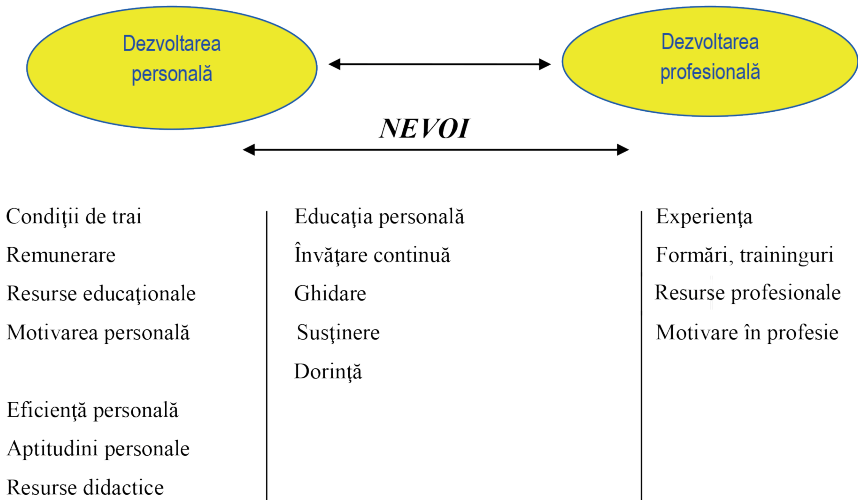 Dezvoltarea
personală
Dezvoltarea
profesională
NEVOI
Condiţii de trai
Remunerare
Resurse educaţionale
Motivarea personală
Eficienţă personală
Aptitudini personale
Resurse didactice
Educaţia personală
Învăţare continuă
Ghidare
Susţinere
Dorinţă
Experienţa
Formări, traininguri
Resurse profesionale
Motivare în profesie